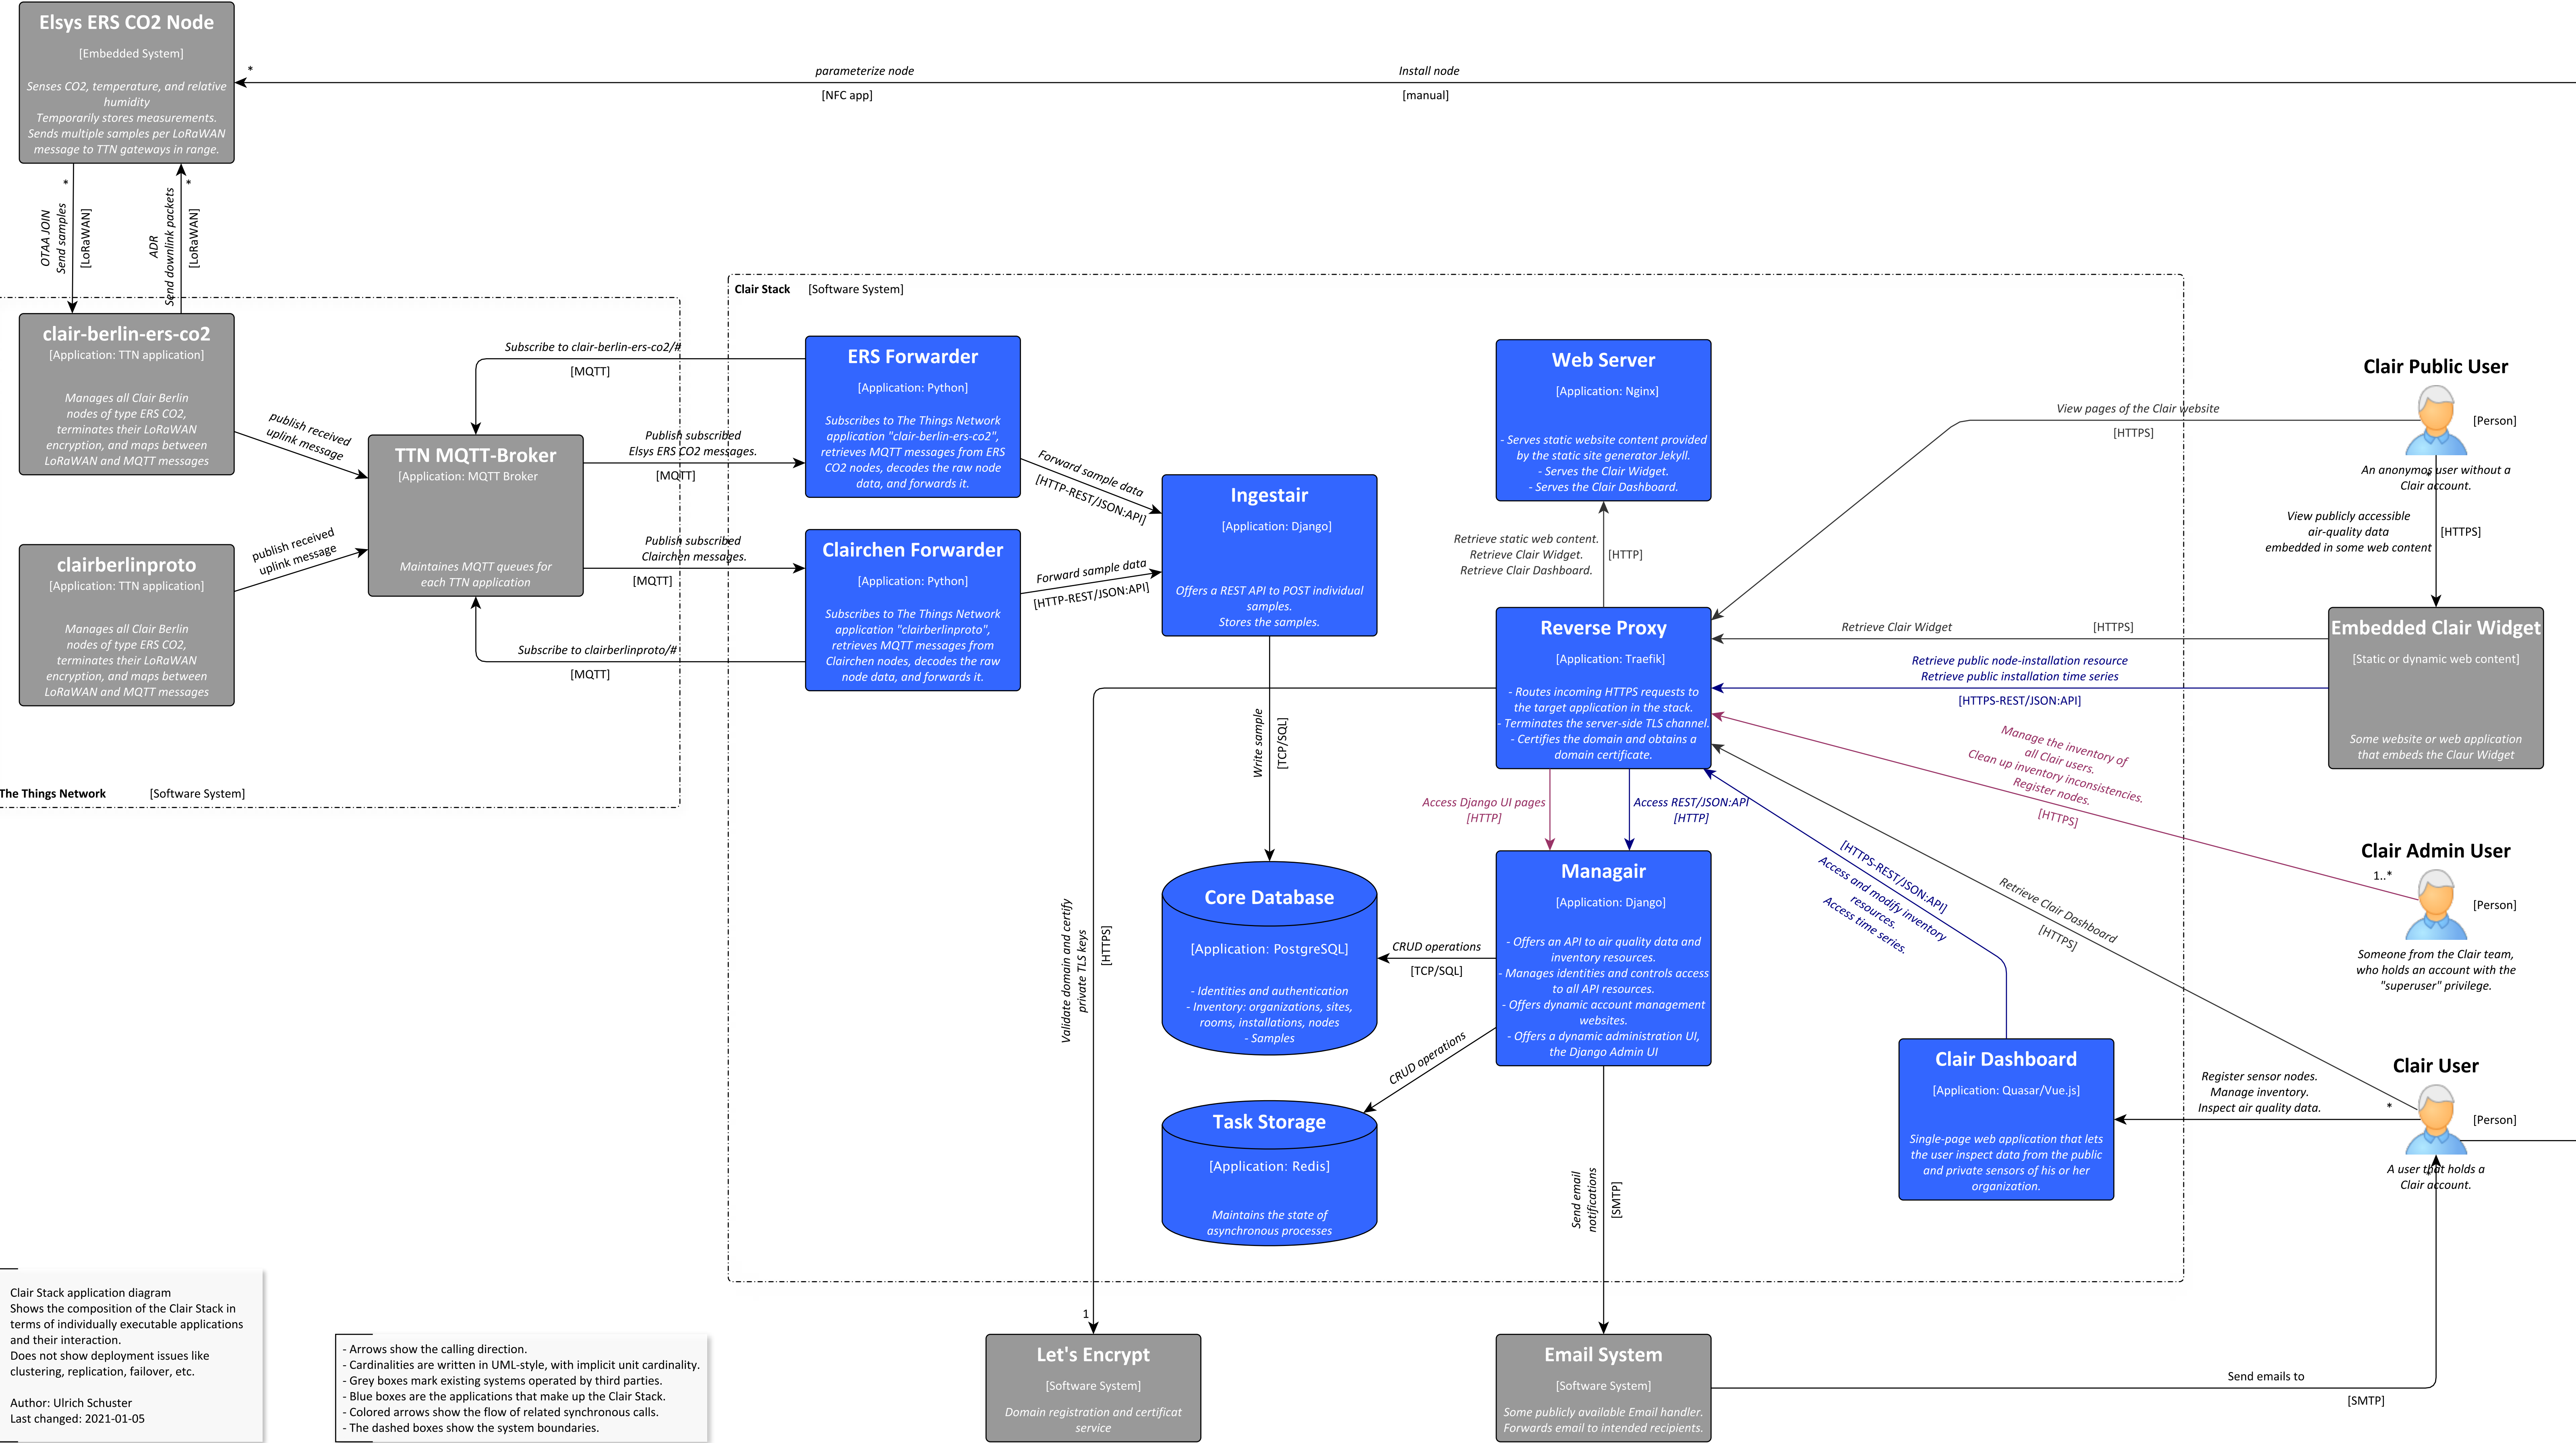 Elsys ERS CO2 Node
[Embedded System]
Senses CO2, temperature, and relative
humidity
Temporarily stores measurements.
Sends multiple samples per LoRaWAN
message to TTN gateways in range.
*
parameterize node
[NFC app]
Install node
[manual]
*
OTAA JOIN
Send samples
[LoRaWAN]
*
ADR
Send downlink packets
[LoRaWAN]
clair-berlin-ers-co2
[Application: TTN application]
Manages all Clair Berlin
nodes of type ERS CO2,
terminates their LoRaWAN
encryption, and maps between
LoRaWAN and MQTT messages
publish received
uplink message
clairberlinproto
[Application: TTN application]
Manages all Clair Berlin
nodes of type ERS CO2,
terminates their LoRaWAN
encryption, and maps between
LoRaWAN and MQTT messages
publish received
uplink message
TTN MQTT-Broker
[Application: MQTT Broker
Maintaines MQTT queues for
each TTN application
The Things Network [Software System]
Subscribe to clair-berlin-ers-co2/#
[MQTT]
Publish subscribed
Elsys ERS CO2 messages.
[MQTT]
Publish subscribed
Clairchen messages.
[MQTT]
Subscribe to clairberlinproto/#
[MQTT]
Clair Stack [Software System]
ERS Forwarder
[Application: Python]
Subscribes to The Things Network
application "clair-berlin-ers-co2",
retrieves MQTT messages from ERS
CO2 nodes, decodes the raw node
data, and forwards it.
Clairchen Forwarder
[Application: Python]
Subscribes to The Things Network
application "clairberlinproto",
retrieves MQTT messages from
Clairchen nodes, decodes the raw
node data, and forwards it.
Forward sample data
[HTTP-REST/JSON:API]
Forward sample data
[HTTP-REST/JSON:API]
Ingestair
[Application: Django]
Offers a REST API to POST individual
samples.
Stores the samples.
Write sample
[TCP/SQL]
Web Server
[Application: Nginx]
- Serves static website content provided
by the static site generator Jekyll.
- Serves the Clair Widget.
- Serves the Clair Dashboard.
Retrieve static web content.
Retrieve Clair Widget.
Retrieve Clair Dashboard.
[HTTP]
Reverse Proxy
[Application: Traefik]
- Routes incoming HTTPS requests to
the target application in the stack.
- Terminates the server-side TLS channel.
- Certifies the domain and obtains a
domain certificate.
Access Django UI pages
[HTTP]
Access REST/JSON:API
[HTTP]
Validate domain and certify
private TLS keys
[HTTPS]
1
Core Database
[Application: PostgreSQL]
- Identities and authentication
- Inventory: organizations, sites,
rooms, installations, nodes
- Samples
CRUD operations
[TCP/SQL]
Managair
[Application: Django]
- Offers an API to air quality data and
inventory resources.
- Manages identities and controls access
to all API resources.
- Offers dynamic account management
websites.
- Offers a dynamic administration UI,
the Django Admin UI
CRUD operations
Task Storage
[Application: Redis]
Maintains the state of
asynchronous processes
Send email
notifications
[SMTP]
View pages of the Clair website
[HTTPS]
Clair Public User
[Person]
An anonymos user without a
Clair account.
*
View publicly accessible
air-quality data
embedded in some web content
[HTTPS]
Embedded Clair Widget
[Static or dynamic web content]
Some website or web application
that embeds the Claur Widget
Retrieve Clair Widget
[HTTPS]
Retrieve public node-installation resource
Retrieve public installation time series
[HTTPS-REST/JSON:API]
Manage the inventory of
all Clair users.
Clean up inventory inconsistencies.
Register nodes.
[HTTPS]
Clair Admin User
1..*
[Person]
Someone from the Clair team,
who holds an account with the
"superuser" privilege.
[HTTPS-REST/JSON:API]
Access and modify inventory
resources.
Access time series.
Retrieve Clair Dashboard
[HTTPS]
Clair Dashboard
[Application: Quasar/Vue.js]
Single-page web application that lets
the user inspect data from the public
and private sensors of his or her
organization.
Register sensor nodes.
Manage inventory.
Inspect air quality data.
Clair User
*
[Person]
A user that holds a
Clair account.
*
Let's Encrypt
[Software System]
Domain registration and certificat
service
Email System
[Software System]
Some publicly available Email handler.
Forwards email to intended recipients.
Send emails to
[SMTP]
Clair Stack application diagram
Shows the composition of the Clair Stack in
terms of individually executable applications
and their interaction.
Does not show deployment issues like
clustering, replication, failover, etc.
Author: Ulrich Schuster
Last changed: 2021-01-05
- Arrows show the calling direction.
- Cardinalities are written in UML-style, with implicit unit cardinality.
- Grey boxes mark existing systems operated by third parties.
- Blue boxes are the applications that make up the Clair Stack.
- Colored arrows show the flow of related synchronous calls.
- The dashed boxes show the system boundaries.